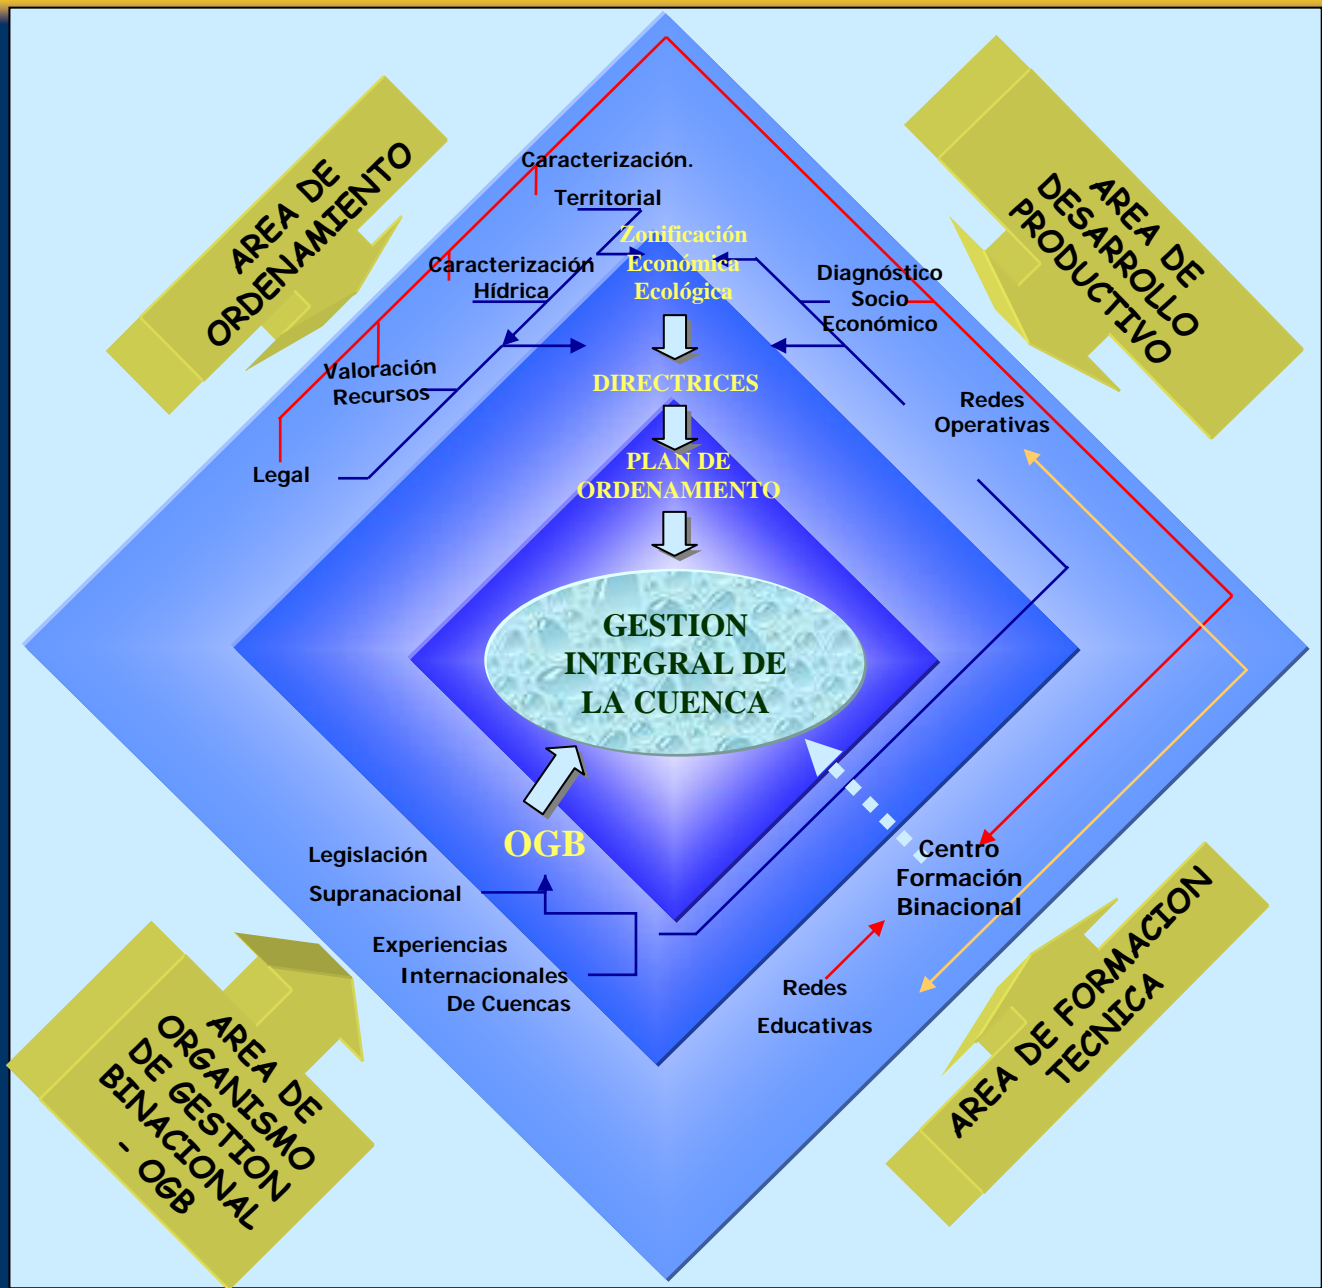 AREA DE
ORDENAMIENTO
AREA DE
DESARROLLO
PRODUCTIVO
Caracterización.
Territorial
Zonificación
Económica
Ecológica
Caracterización
Hídrica
Diagnóstico
Socio
Económico
Valoración
Recursos
DIRECTRICES
Redes
Operativas
Legal
PLAN DE
ORDENAMIENTO
GESTION
INTEGRAL DE
LA CUENCA
OGB
Legislación
Supranacional
Experiencias
Internacionales
De Cuencas
Centro
Formación
Binacional
Redes
Educativas
AREA DE
ORGANISMO
DE GESTION
BINACIONAL
- OGB
AREA DE FORMACION
TECNICA